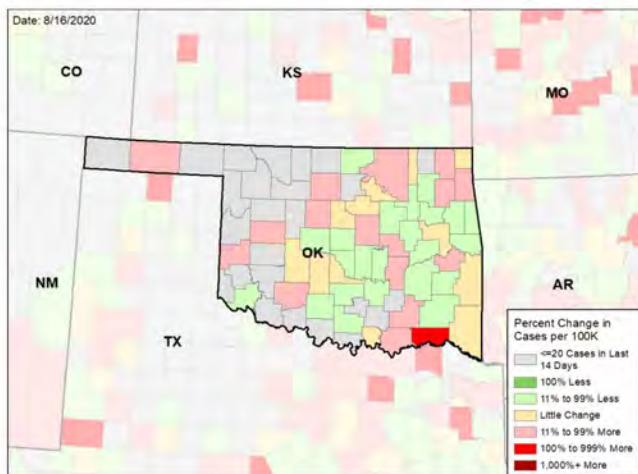 Date: 8/16/2020
CO
KS
MO
OK
NM
AR
TX
Percent Change in
Cases per 100K
<=20 Cases in Last
14 Days
100% Less
11% to 99% Less
Little Change
11% to 99% More
100% to 999% More
1,000%+ More